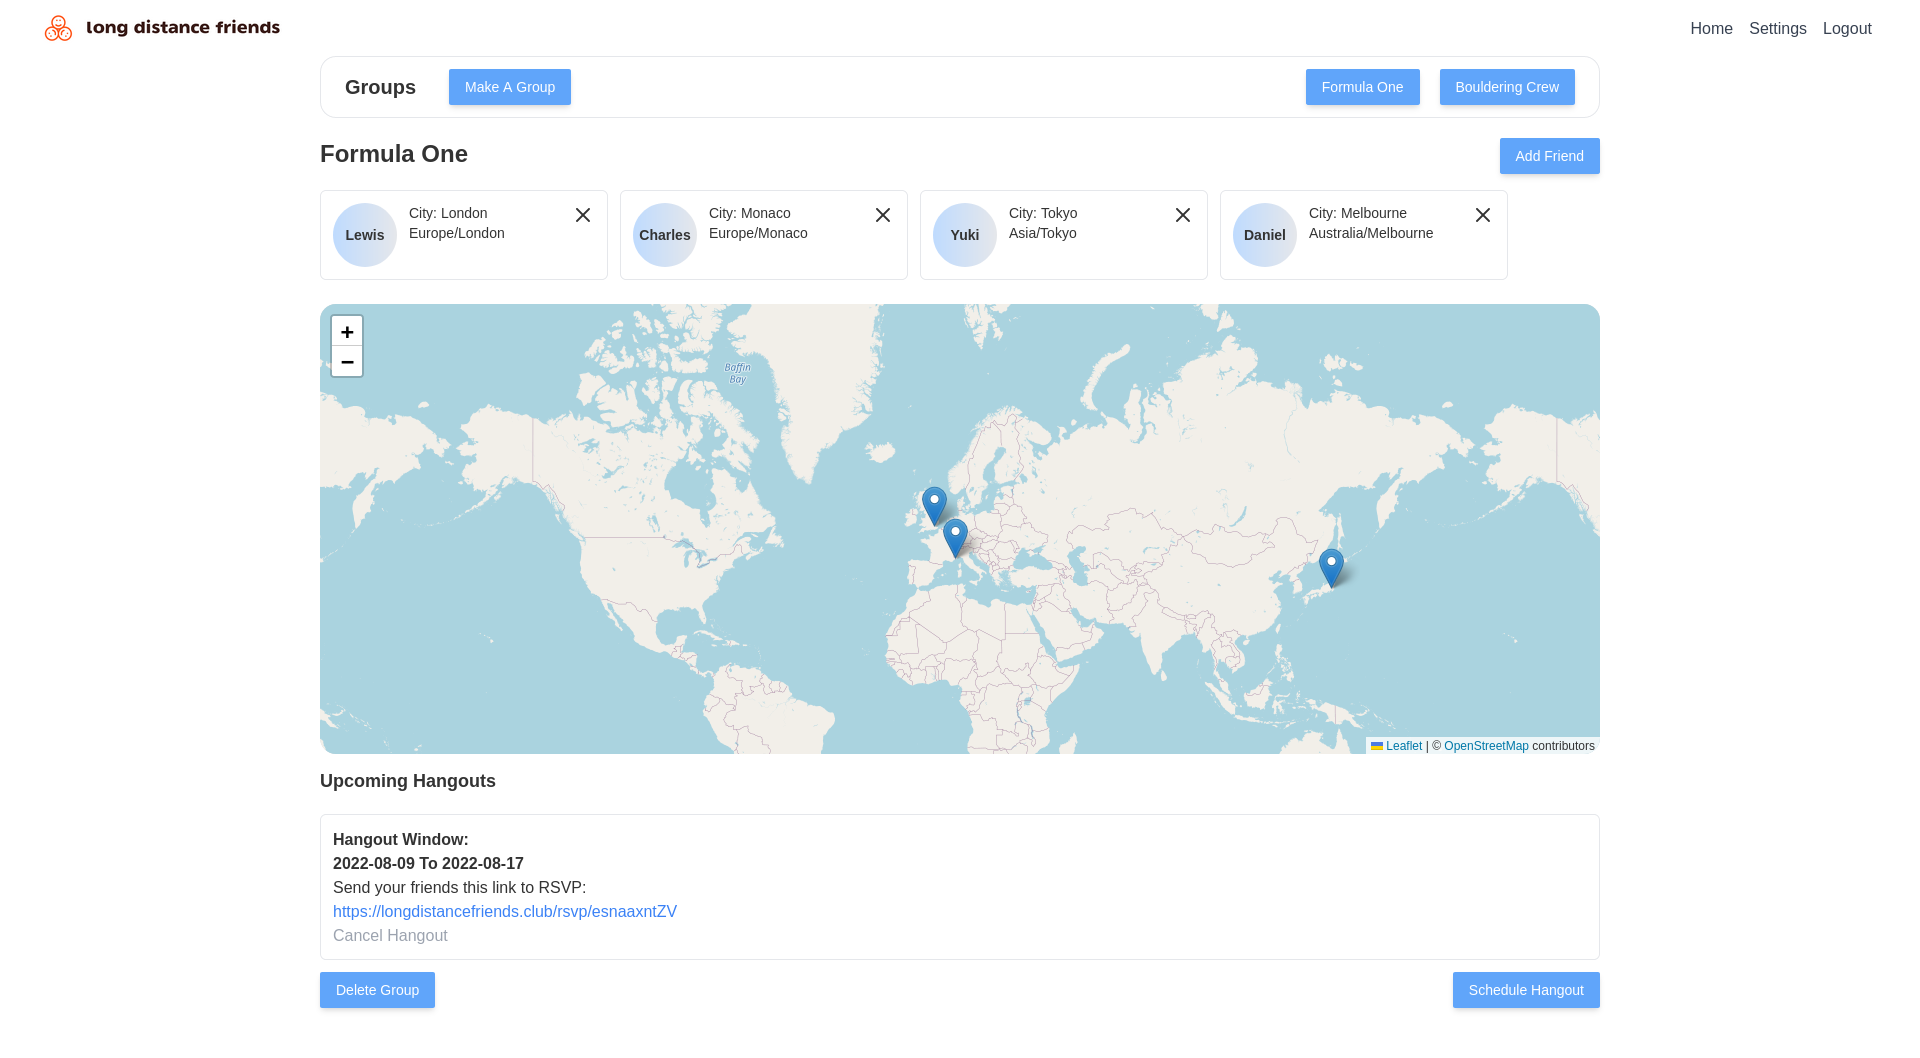 long distance friends
Home Settings Logout
Groups Make A Group Formula One Bouldering Crew
Formula One
Add Friend
Lewis
City: London
Europe/London
Charles
City: Monaco
Europe/Monaco
Yuki
City: Tokyo
Asia/Tokyo
Daniel
City: Melbourne
Australia/Melbourne
+
−
Baffin
Bay
Leaflet | © OpenStreetMap contributors
Upcoming Hangouts
Hangout Window:
2022-08-09 To 2022-08-17
Send your friends this link to RSVP:
https://longdistancefriends.club/rsvp/esnaaxntZV
Cancel Hangout
Delete Group
Schedule Hangout